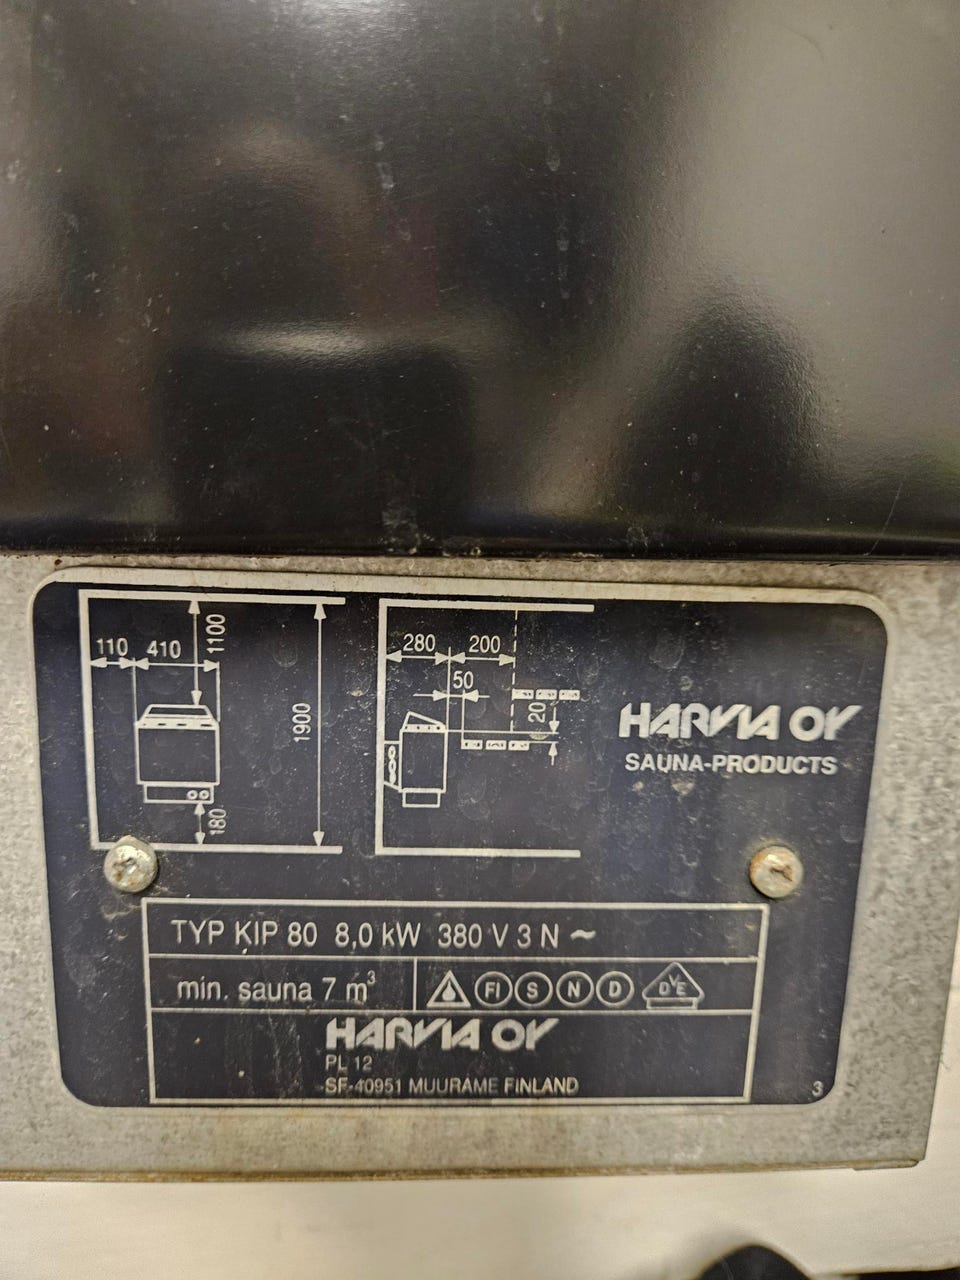 110 410 1100
1900
180
280 200
50
20
HARVIA OY
SAUNA-PRODUCTS
TYP KIP 80 8,0 kW 380 V 3 N ~
min. sauna 7 m³ FI S N D DVE
HARVIA OY
PL 12
SF-40951 MUURAME FINLAND
3